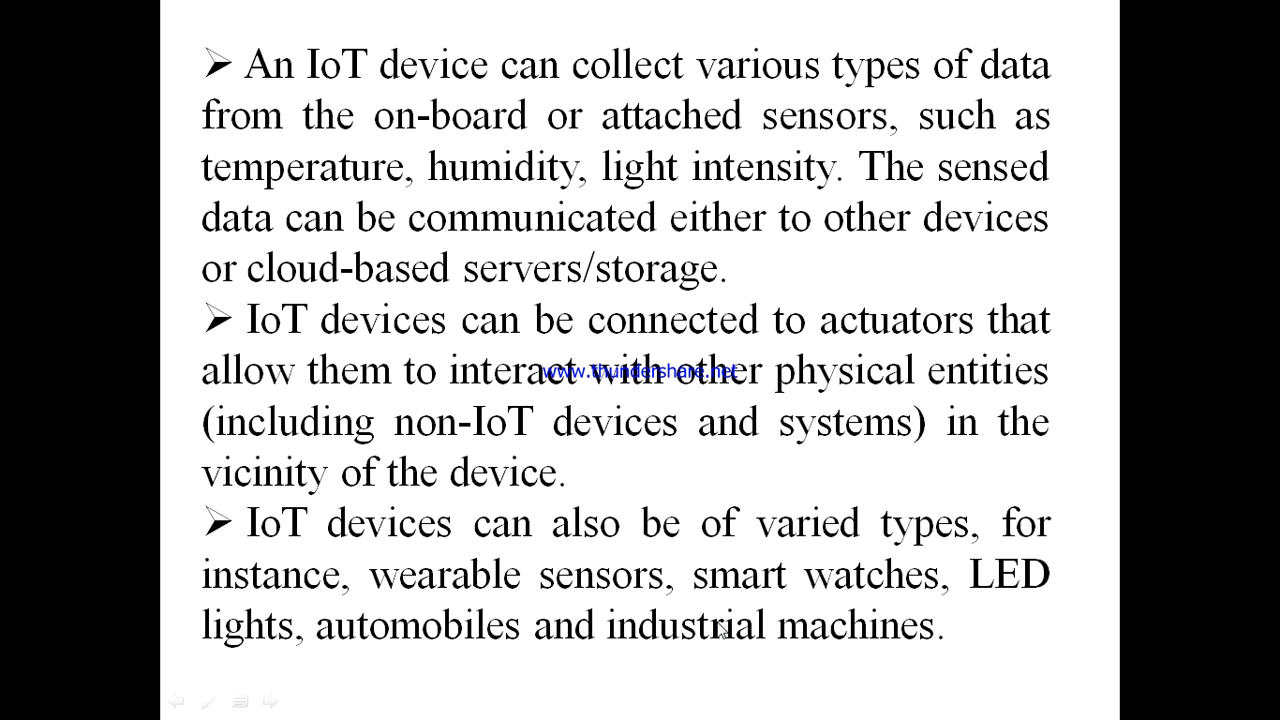 ➢ An IoT device can collect various types of data
from the on-board or attached sensors, such as
temperature, humidity, light intensity. The sensed
data can be communicated either to other devices
or cloud-based servers/storage.
➢ IoT devices can be connected to actuators that
allow them to interact with other physical entities
www.thundershare.net
(including non-IoT devices and systems) in the
vicinity of the device.
➢ IoT devices can also be of varied types, for
instance, wearable sensors, smart watches, LED
lights, automobiles and industrial machines.